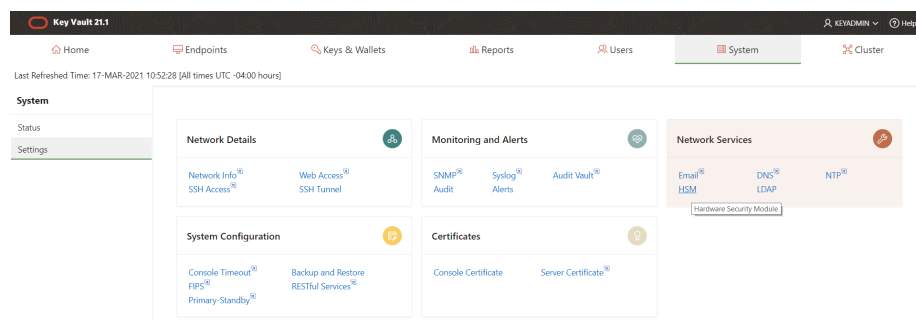 Key Vault 21.1
KEYADMIN
Help
Home
Endpoints
Keys & Wallets
Reports
Users
System
Cluster
Last Refreshed Time: 17-MAR-2021 10:52:28 [All times UTC -04:00 hours]
System
Status
Settings
Network Details
Network Info
Web Access
SSH Access
SSH Tunnel
Monitoring and Alerts
SNMP
Syslog
Audit Vault
Audit
Alerts
Network Services
Email
DNS
NTP
HSM
LDAP
Hardware Security Module
System Configuration
Console Timeout
Backup and Restore
FIPS
RESTful Services
Primary-Standby
Certificates
Console Certificate
Server Certificate